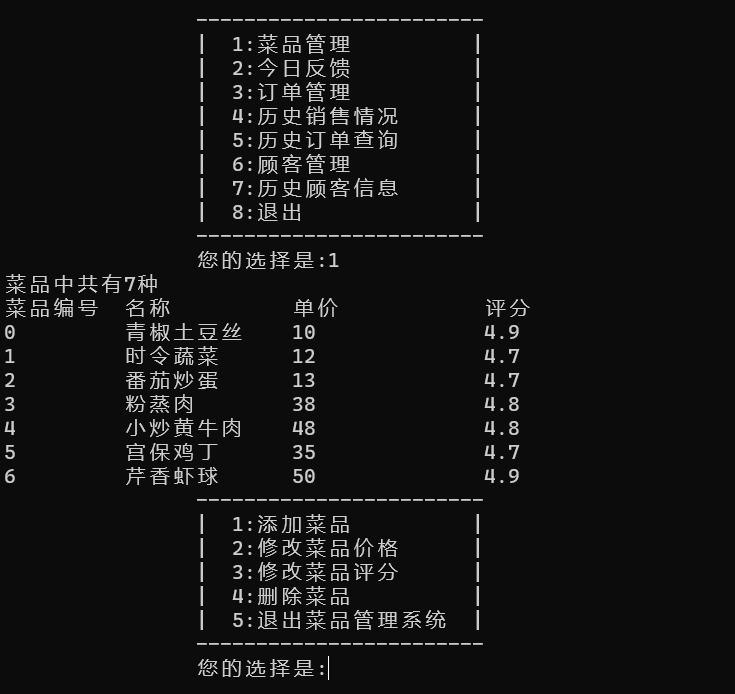 ------------------------
|  1:菜品管理          |
|  2:今日反馈          |
|  3:订单管理          |
|  4:历史销售情况      |
|  5:历史订单查询      |
|  6:顾客管理          |
|  7:历史顾客信息      |
|  8:退出              |
------------------------
您的选择是:1
菜品中共有7种
菜品编号  名称          单价            评分
0         青椒土豆丝    10              4.9
1         时令蔬菜      12              4.7
2         番茄炒蛋      13              4.7
3         粉蒸肉        38              4.8
4         小炒黄牛肉    48              4.8
5         宫保鸡丁      35              4.7
6         芹香虾球      50              4.9
------------------------
|  1:添加菜品          |
|  2:修改菜品价格      |
|  3:修改菜品评分      |
|  4:删除菜品          |
|  5:退出菜品管理系统  |
------------------------
您的选择是: